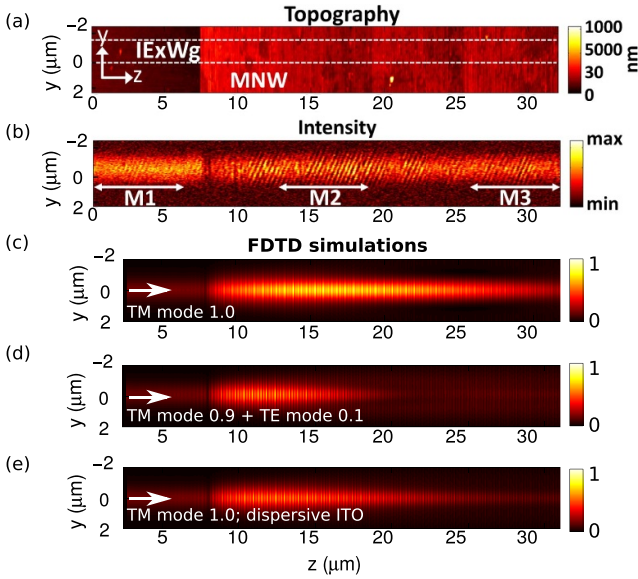 Topography
(a)
−2
0
2
y (μm)
y
z
IExWg
MNW
0 5 10 15 20 25 30
1000
5000
30
0
nm
Intensity
(b)
−2
0
2
y (μm)
M1 M2 M3
0 5 10 15 20 25 30
max
min
FDTD simulations
(c)
−2
0
2
y (μm)
TM mode 1.0
5 10 15 20 25 30
1
0
(d)
−2
0
2
y (μm)
TM mode 0.9 + TE mode 0.1
5 10 15 20 25 30
1
0
(e)
−2
0
2
y (μm)
TM mode 1.0; dispersive ITO
5 10 15 20 25 30
1
0
z (μm)